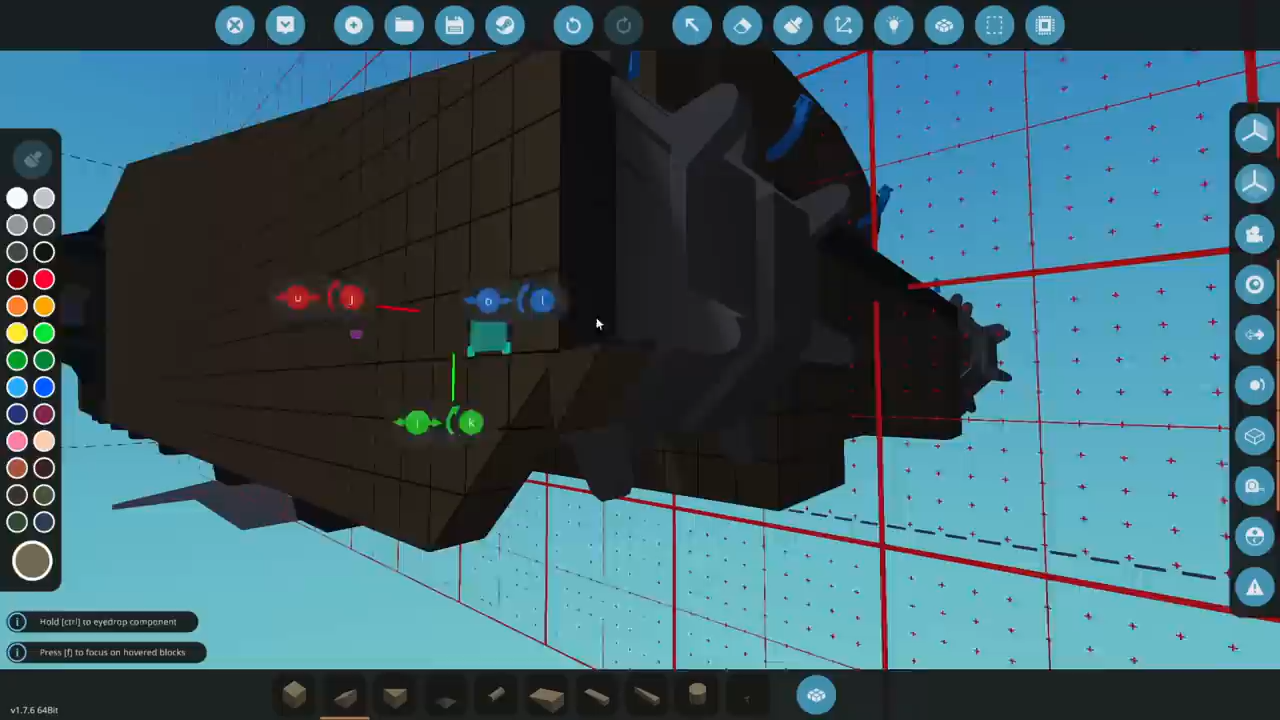 u j o l
i k
Hold [ctrl] to eyedrop component
Press [f] to focus on hovered blocks
v1.7.6 64Bit